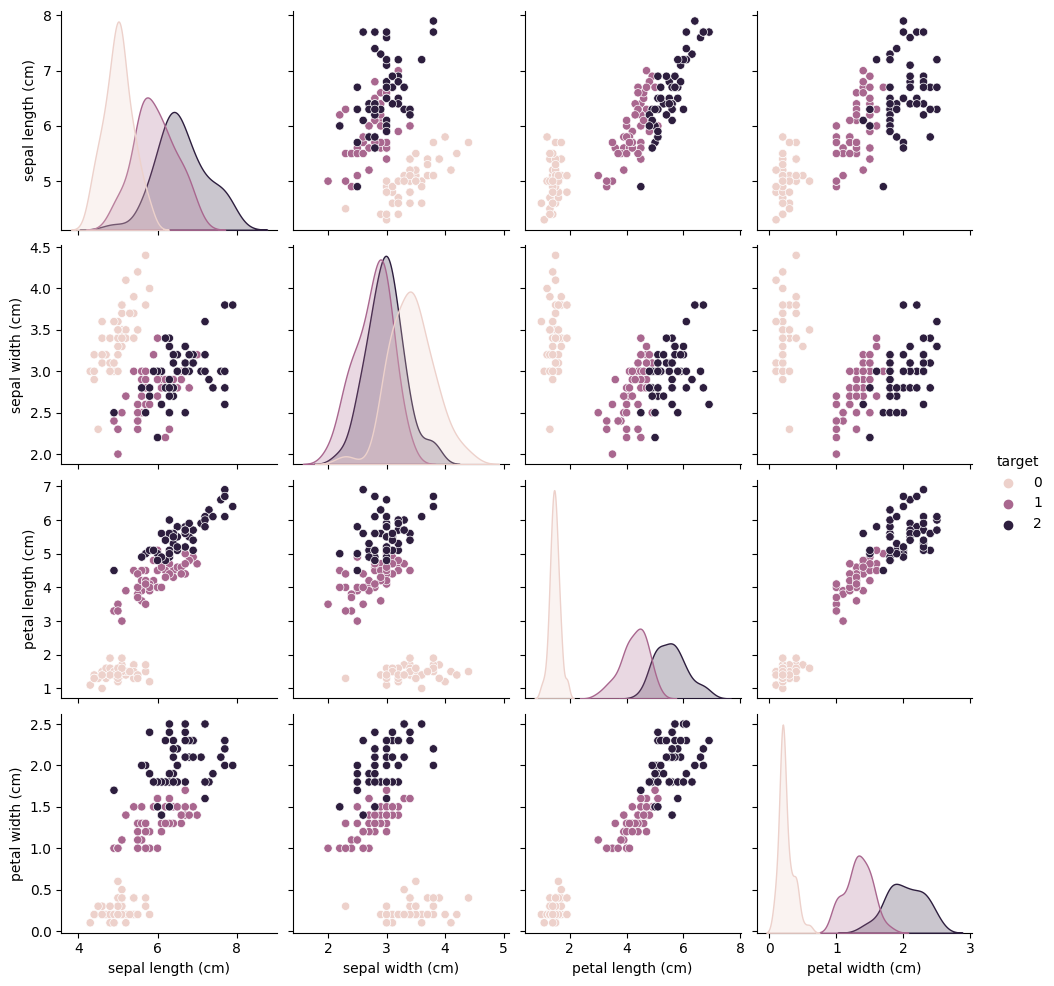 8
7
6
5
sepal length (cm)
4.5
4.0
3.5
3.0
2.5
2.0
sepal width (cm)
target
0
1
2
7
6
5
4
3
2
1
petal length (cm)
2.5
2.0
1.5
1.0
0.5
0.0
petal width (cm)
4 6 8
2 3 4 5
2 4 6 8
0 1 2 3
sepal length (cm)
sepal width (cm)
petal length (cm)
petal width (cm)